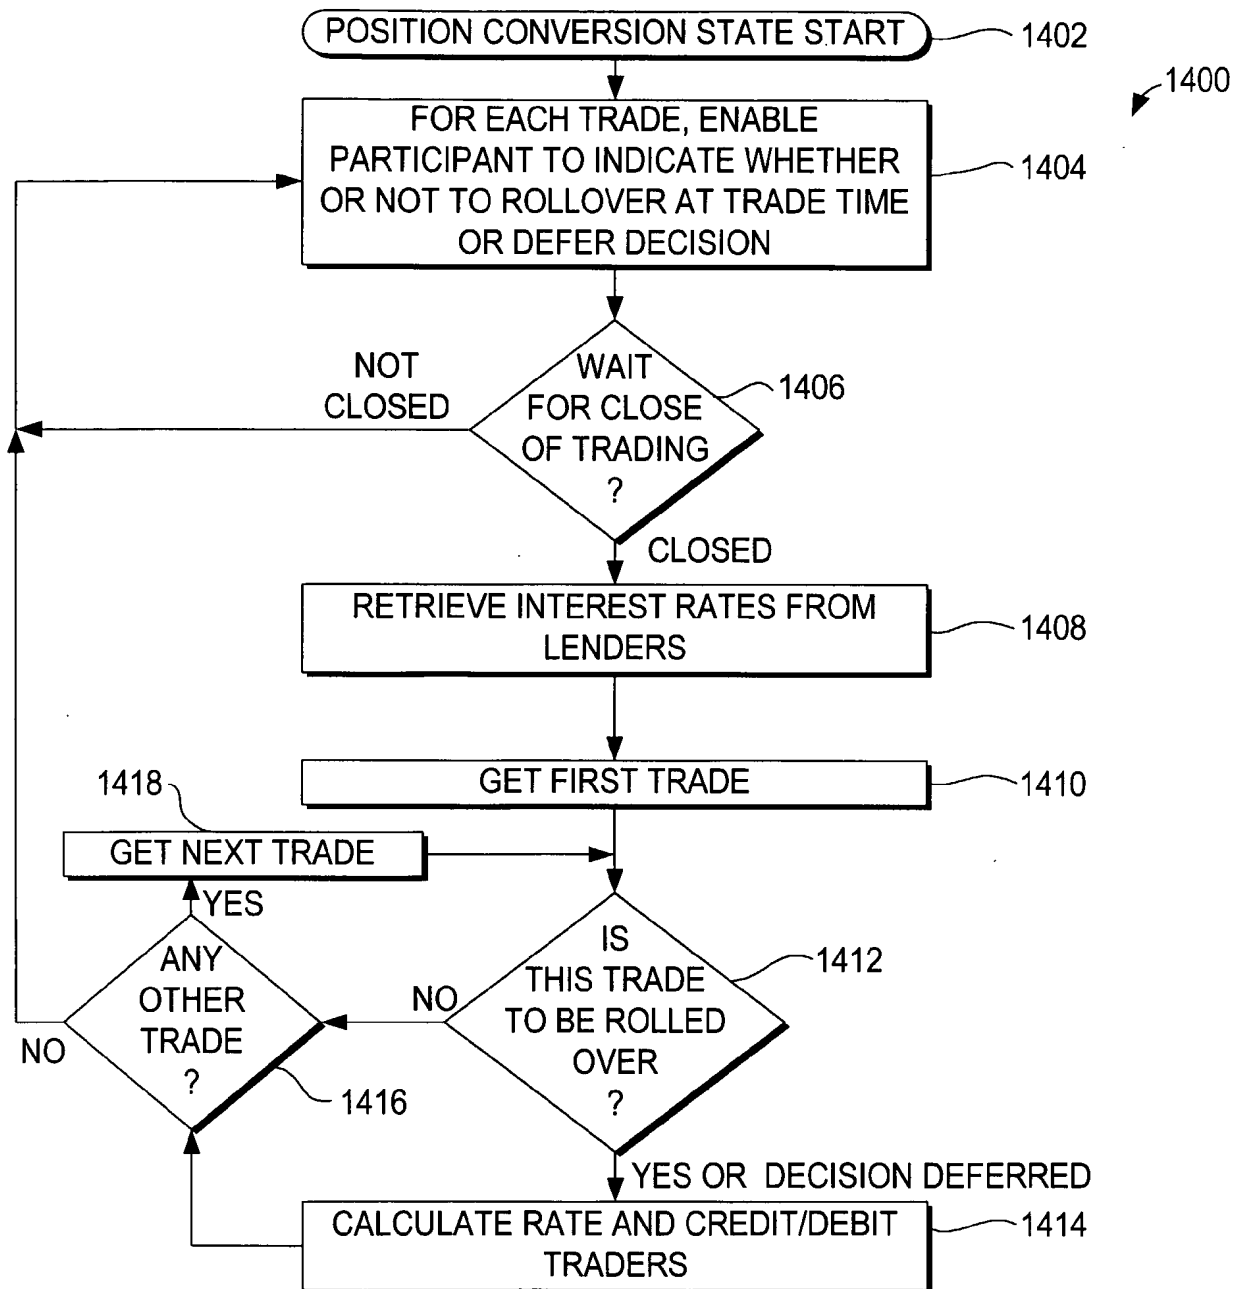 POSITION CONVERSION STATE START
1402
1400
FOR EACH TRADE, ENABLE
PARTICIPANT TO INDICATE WHETHER
OR NOT TO ROLLOVER AT TRADE TIME
OR DEFER DECISION
1404
WAIT
FOR CLOSE
OF TRADING
?
1406
NOT
CLOSED
CLOSED
RETRIEVE INTEREST RATES FROM
LENDERS
1408
GET FIRST TRADE
1410
1418
GET NEXT TRADE
YES
IS
THIS TRADE
TO BE ROLLED
OVER
?
1412
NO
ANY
OTHER
TRADE
?
1416
NO
YES OR DECISION DEFERRED
CALCULATE RATE AND CREDIT/DEBIT
TRADERS
1414